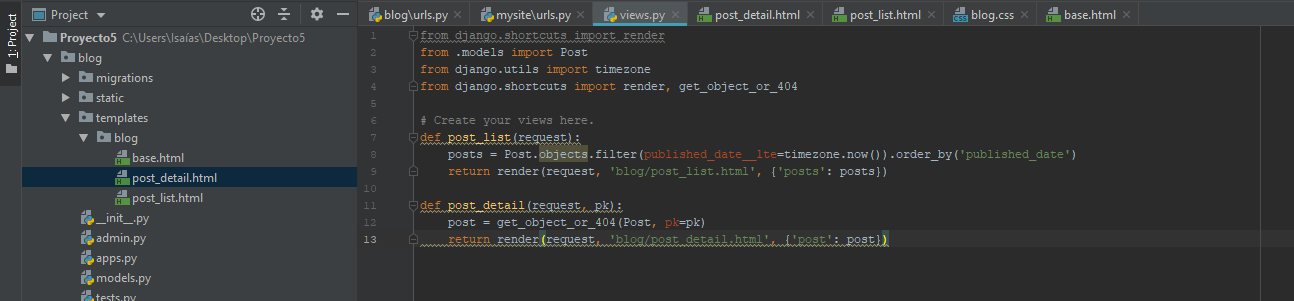 Project
blog\urls.py
mysite\urls.py
views.py
post_detail.html
post_list.html
blog.css
base.html
1: Project
Proyecto5 C:\Users\Isaías\Desktop\Proyecto5
blog
migrations
static
templates
blog
base.html
post_detail.html
post_list.html
__init__.py
admin.py
apps.py
models.py
tests.py
1 from django.shortcuts import render
2 from .models import Post
3 from django.utils import timezone
4 from django.shortcuts import render, get_object_or_404
5
6 # Create your views here.
7 def post_list(request):
8 posts = Post.objects.filter(published_date__lte=timezone.now()).order_by('published_date')
9 return render(request, 'blog/post_list.html', {'posts': posts})
10
11 def post_detail(request, pk):
12 post = get_object_or_404(Post, pk=pk)
13 return render(request, 'blog/post_detail.html', {'post': post})